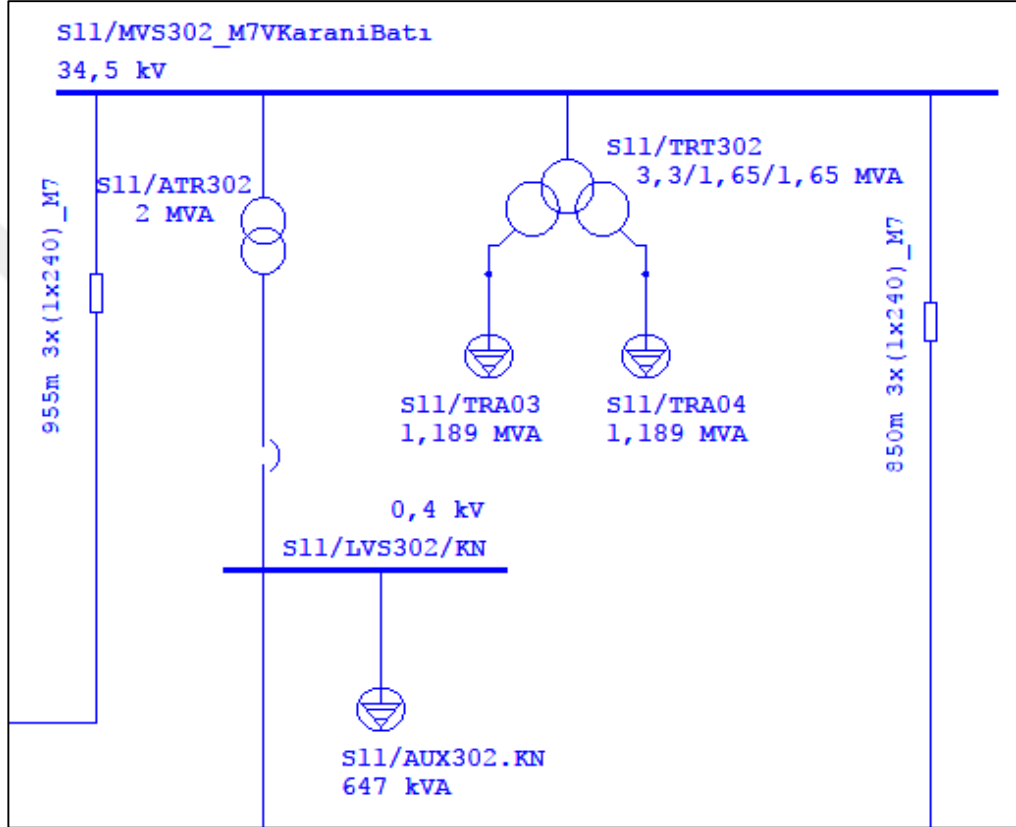 S11/MVS302_M7VKaraniBatı
34,5 kV
S11/TRT302
3,3/1,65/1,65 MVA
S11/ATR302
2 MVA
955m 3x(1x240)_M7
850m 3x(1x240)_M7
S11/TRA03
1,189 MVA
S11/TRA04
1,189 MVA
0,4 kV
S11/LVS302/KN
S11/AUX302.KN
647 kVA